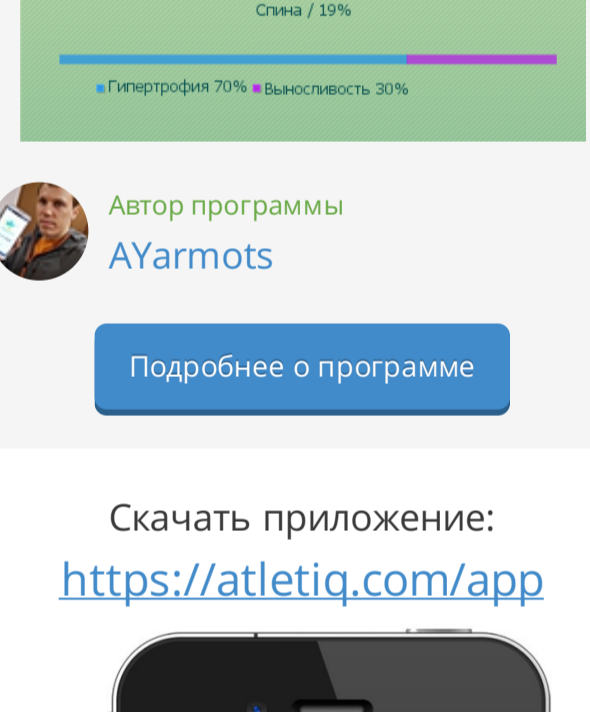 Спина / 19%
Гипертрофия 70% Выносливость 30%
Автор программы
AYarmots
Подробнее о программе
Скачать приложение:
https://atletiq.com/app